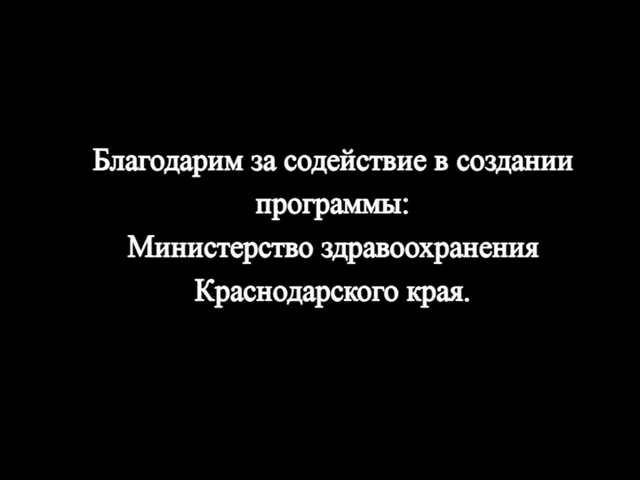 Благодарим за содействие в создании
программы:
Министерство здравоохранения
Краснодарского края.